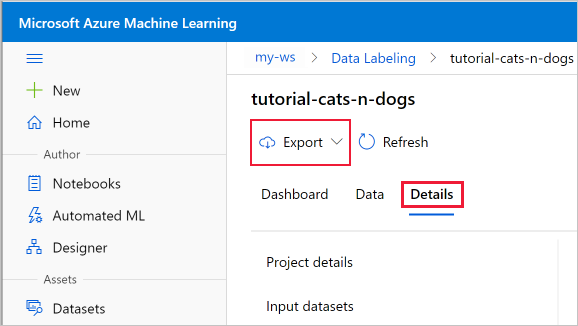 Microsoft Azure Machine Learning
my-ws > Data Labeling > tutorial-cats-n-dogs
New
Home
Author
Notebooks
Automated ML
Designer
Assets
Datasets
tutorial-cats-n-dogs
Export Refresh
Dashboard Data Details
Project details
Input datasets